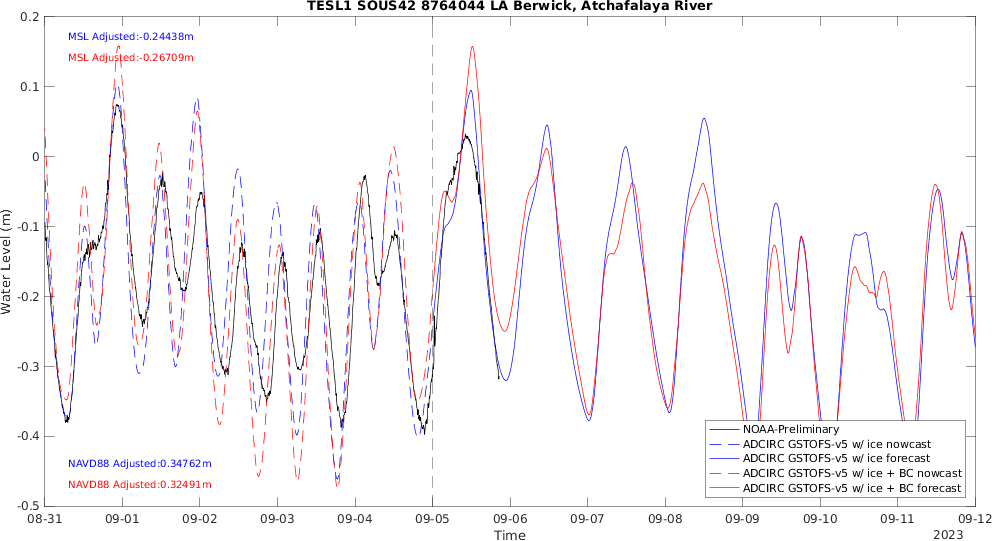 TESL1 SOUS42 8764044 LA Berwick, Atchafalaya River
MSL Adjusted:-0.24438m
MSL Adjusted:-0.26709m
0.2
0.1
0
-0.1
-0.2
-0.3
-0.4
-0.5
Water Level (m)
NAVD88 Adjusted:0.34762m
NAVD88 Adjusted:0.32491m
NOAA-Preliminary
ADCIRC GSTOFS-v5 w/ ice nowcast
ADCIRC GSTOFS-v5 w/ ice forecast
ADCIRC GSTOFS-v5 w/ ice + BC nowcast
ADCIRC GSTOFS-v5 w/ ice + BC forecast
08-31 09-01 09-02 09-03 09-04 09-05 09-06 09-07 09-08 09-09 09-10 09-11 09-12
Time
2023